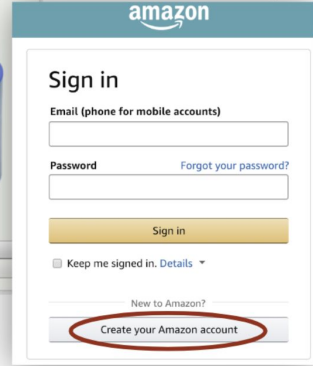 amazon
Sign in
Email (phone for mobile accounts)
Password Forgot your password?
Sign in
Keep me signed in. Details
New to Amazon?
Create your Amazon account